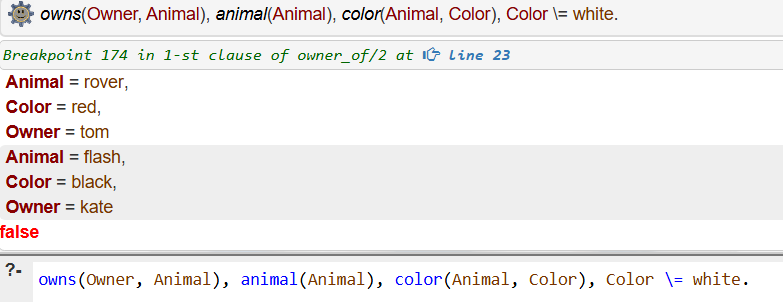 owns(Owner, Animal), animal(Animal), color(Animal, Color), Color \= white.
Breakpoint 174 in 1-st clause of owner_of/2 at line 23
Animal = rover,
Color = red,
Owner = tom
Animal = flash,
Color = black,
Owner = kate
false
?- owns(Owner, Animal), animal(Animal), color(Animal, Color), Color \= white.